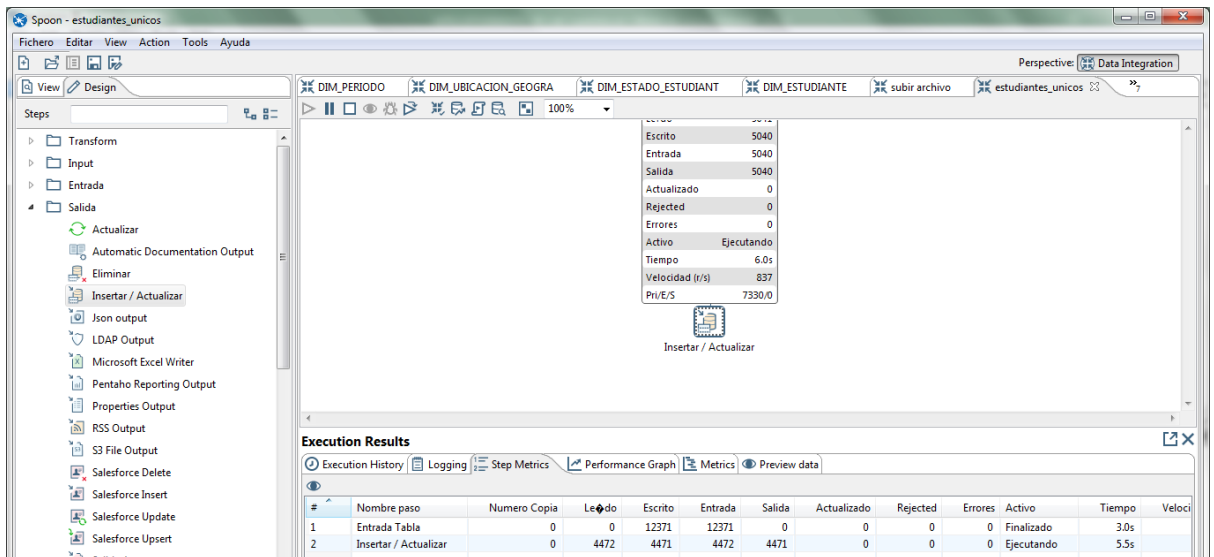 Spoon - estudiantes_unicos
Fichero Editar View Action Tools Ayuda
Perspective: Data Integration
View Design
DIM_PERIODO DIM_UBICACION_GEOGRA DIM_ESTADO_ESTUDIANT DIM_ESTUDIANTE subir archivo estudiantes_unicos »7
Steps
100%
Transform
Input
Entrada
Salida
Actualizar
Automatic Documentation Output
Eliminar
Insertar / Actualizar
Json output
LDAP Output
Microsoft Excel Writer
Pentaho Reporting Output
Properties Output
RSS Output
S3 File Output
Salesforce Delete
Salesforce Insert
Salesforce Update
Salesforce Upsert
Escrito 5040
Entrada 5040
Salida 5040
Actualizado 0
Rejected 0
Errores 0
Activo Ejecutando
Tiempo 6.0s
Velocidad (r/s) 837
Pri/E/S 7330/0
Insertar / Actualizar
Execution Results
Execution History Logging Step Metrics Performance Graph Metrics Preview data
# Nombre paso Numero Copia Le�do Escrito Entrada Salida Actualizado Rejected Errores Activo Tiempo Veloci
1 Entrada Tabla 0 0 12371 12371 0 0 0 0 Finalizado 3.0s
2 Insertar / Actualizar 0 4472 4471 4472 4471 0 0 0 Ejecutando 5.5s